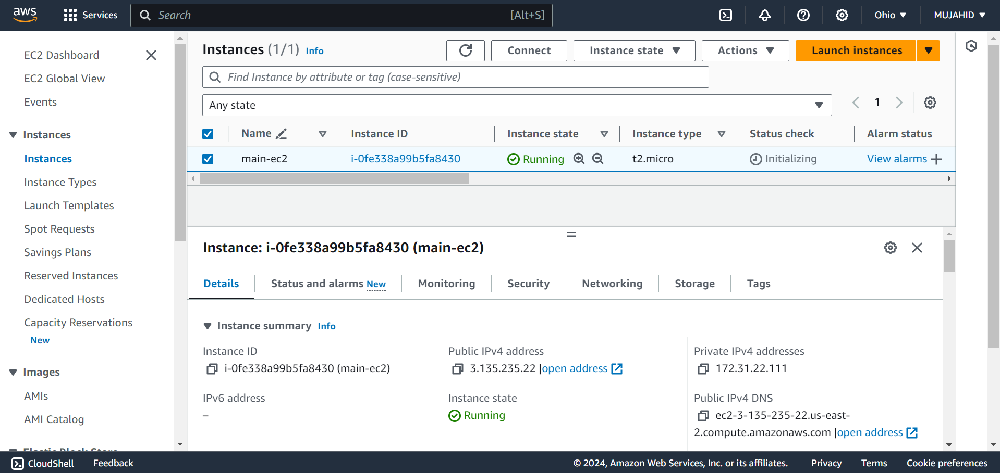 aws
Services
Search [Alt+S]
Ohio
MUJAHID
EC2 Dashboard
EC2 Global View
Events
Instances
Instances
Instance Types
Launch Templates
Spot Requests
Savings Plans
Reserved Instances
Dedicated Hosts
Capacity Reservations
New
Images
AMIs
AMI Catalog
Elastic Block Store
Instances (1/1) Info
Connect
Instance state
Actions
Launch instances
Find Instance by attribute or tag (case-sensitive)
Any state
1
Name Instance ID Instance state Instance type Status check Alarm status
main-ec2 i-0fe338a99b5fa8430 Running t2.micro Initializing View alarms
Instance: i-0fe338a99b5fa8430 (main-ec2)
Details Status and alarms New Monitoring Security Networking Storage Tags
Instance summary Info
Instance ID
i-0fe338a99b5fa8430 (main-ec2)
Public IPv4 address
3.135.235.22 |open address
Private IPv4 addresses
172.31.22.111
IPv6 address
–
Instance state
Running
Public IPv4 DNS
ec2-3-135-235-22.us-east-
2.compute.amazonaws.com |open address
CloudShell Feedback © 2024, Amazon Web Services, Inc. or its affiliates. Privacy Terms Cookie preferences